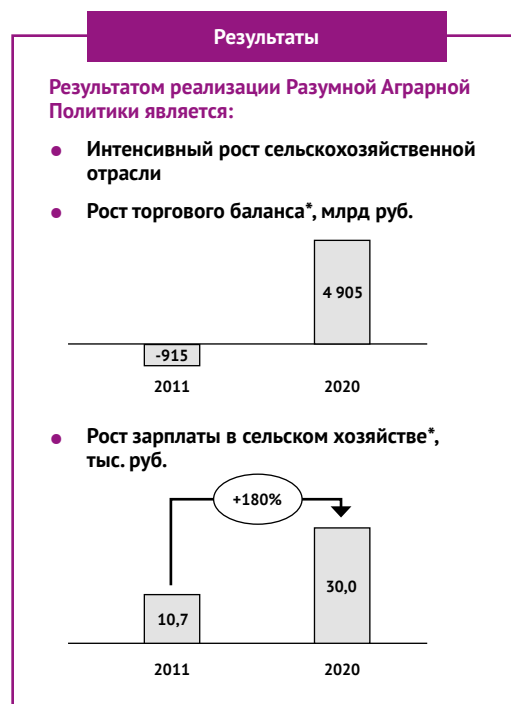 Результаты
Результатом реализации Разумной Аграрной
Политики является:
• Интенсивный рост сельскохозяйственной
отрасли
• Рост торгового баланса*, млрд руб.
4 905
-915
2011 2020
• Рост зарплаты в сельском хозяйстве*,
тыс. руб.
+180%
30,0
10,7
2011 2020